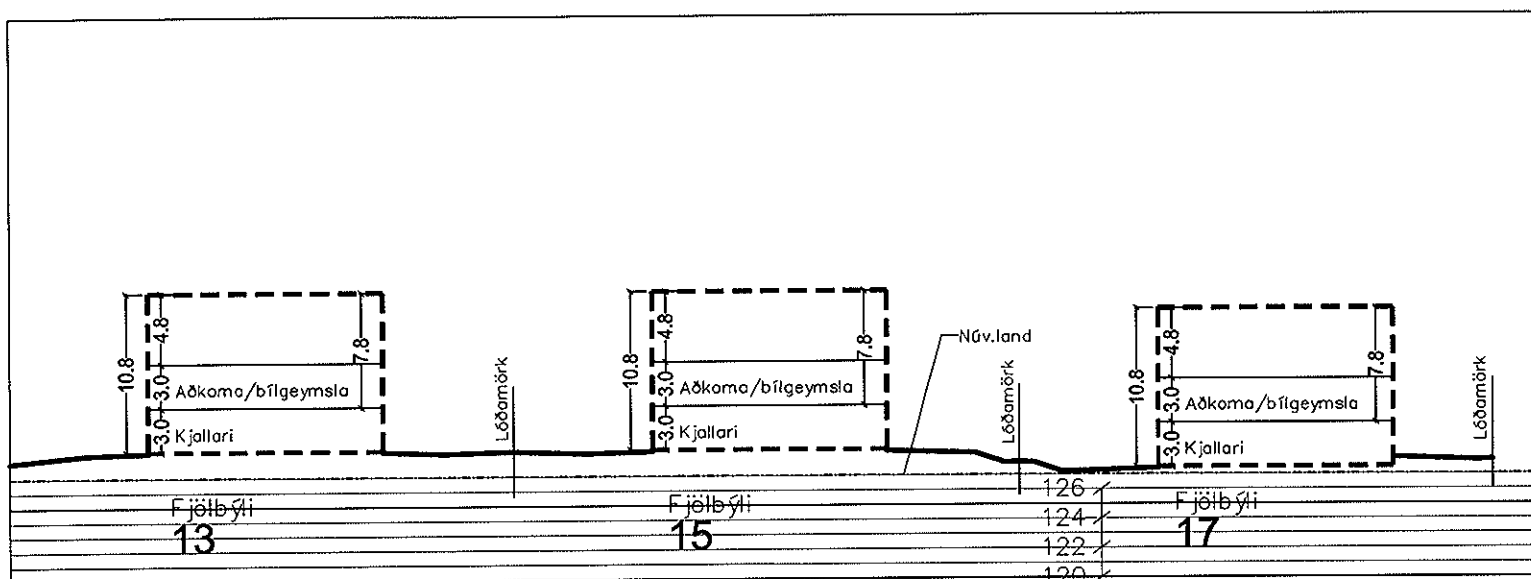 10.8
4.8
7.8
3.0
Aðkoma/bílgeymsla
3.0
Kjallari
Lóðamörk
10.8
4.8
7.8
3.0
Aðkoma/bílgeymsla
3.0
Kjallari
Núv.land
Lóðamörk
10.8
4.8
7.8
3.0
Aðkoma/bílgeymsla
3.0
Kjallari
Lóðamörk
Fjölbýli
13
Fjölbýli
15
Fjölbýli
17
126
124
122
120